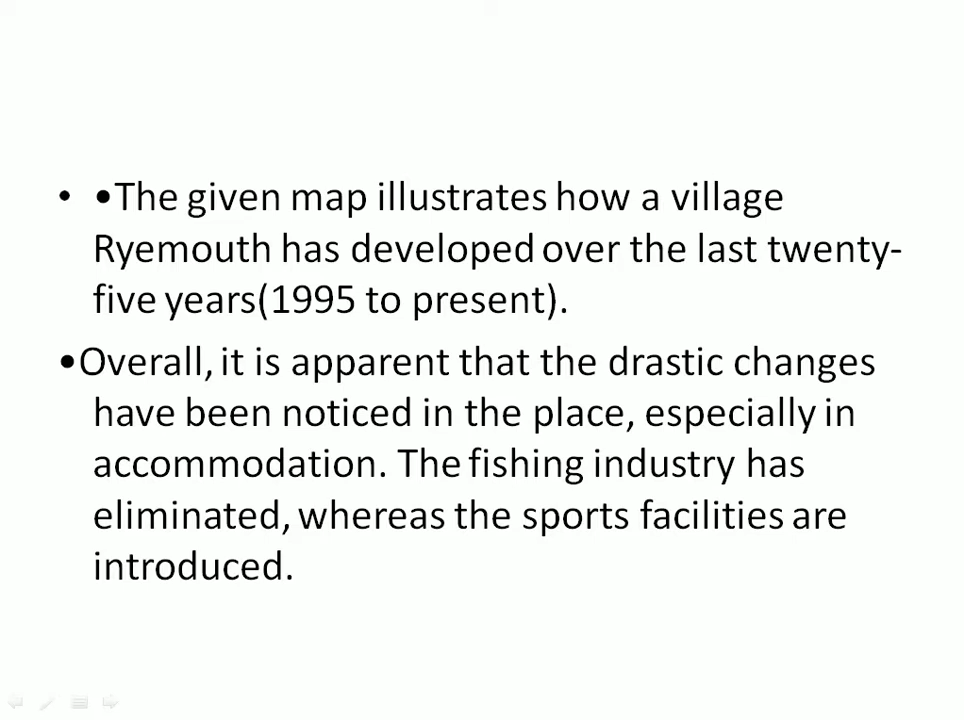 • •The given map illustrates how a village
Ryemouth has developed over the last twenty-
five years(1995 to present).
•Overall, it is apparent that the drastic changes
have been noticed in the place, especially in
accommodation. The fishing industry has
eliminated, whereas the sports facilities are
introduced.